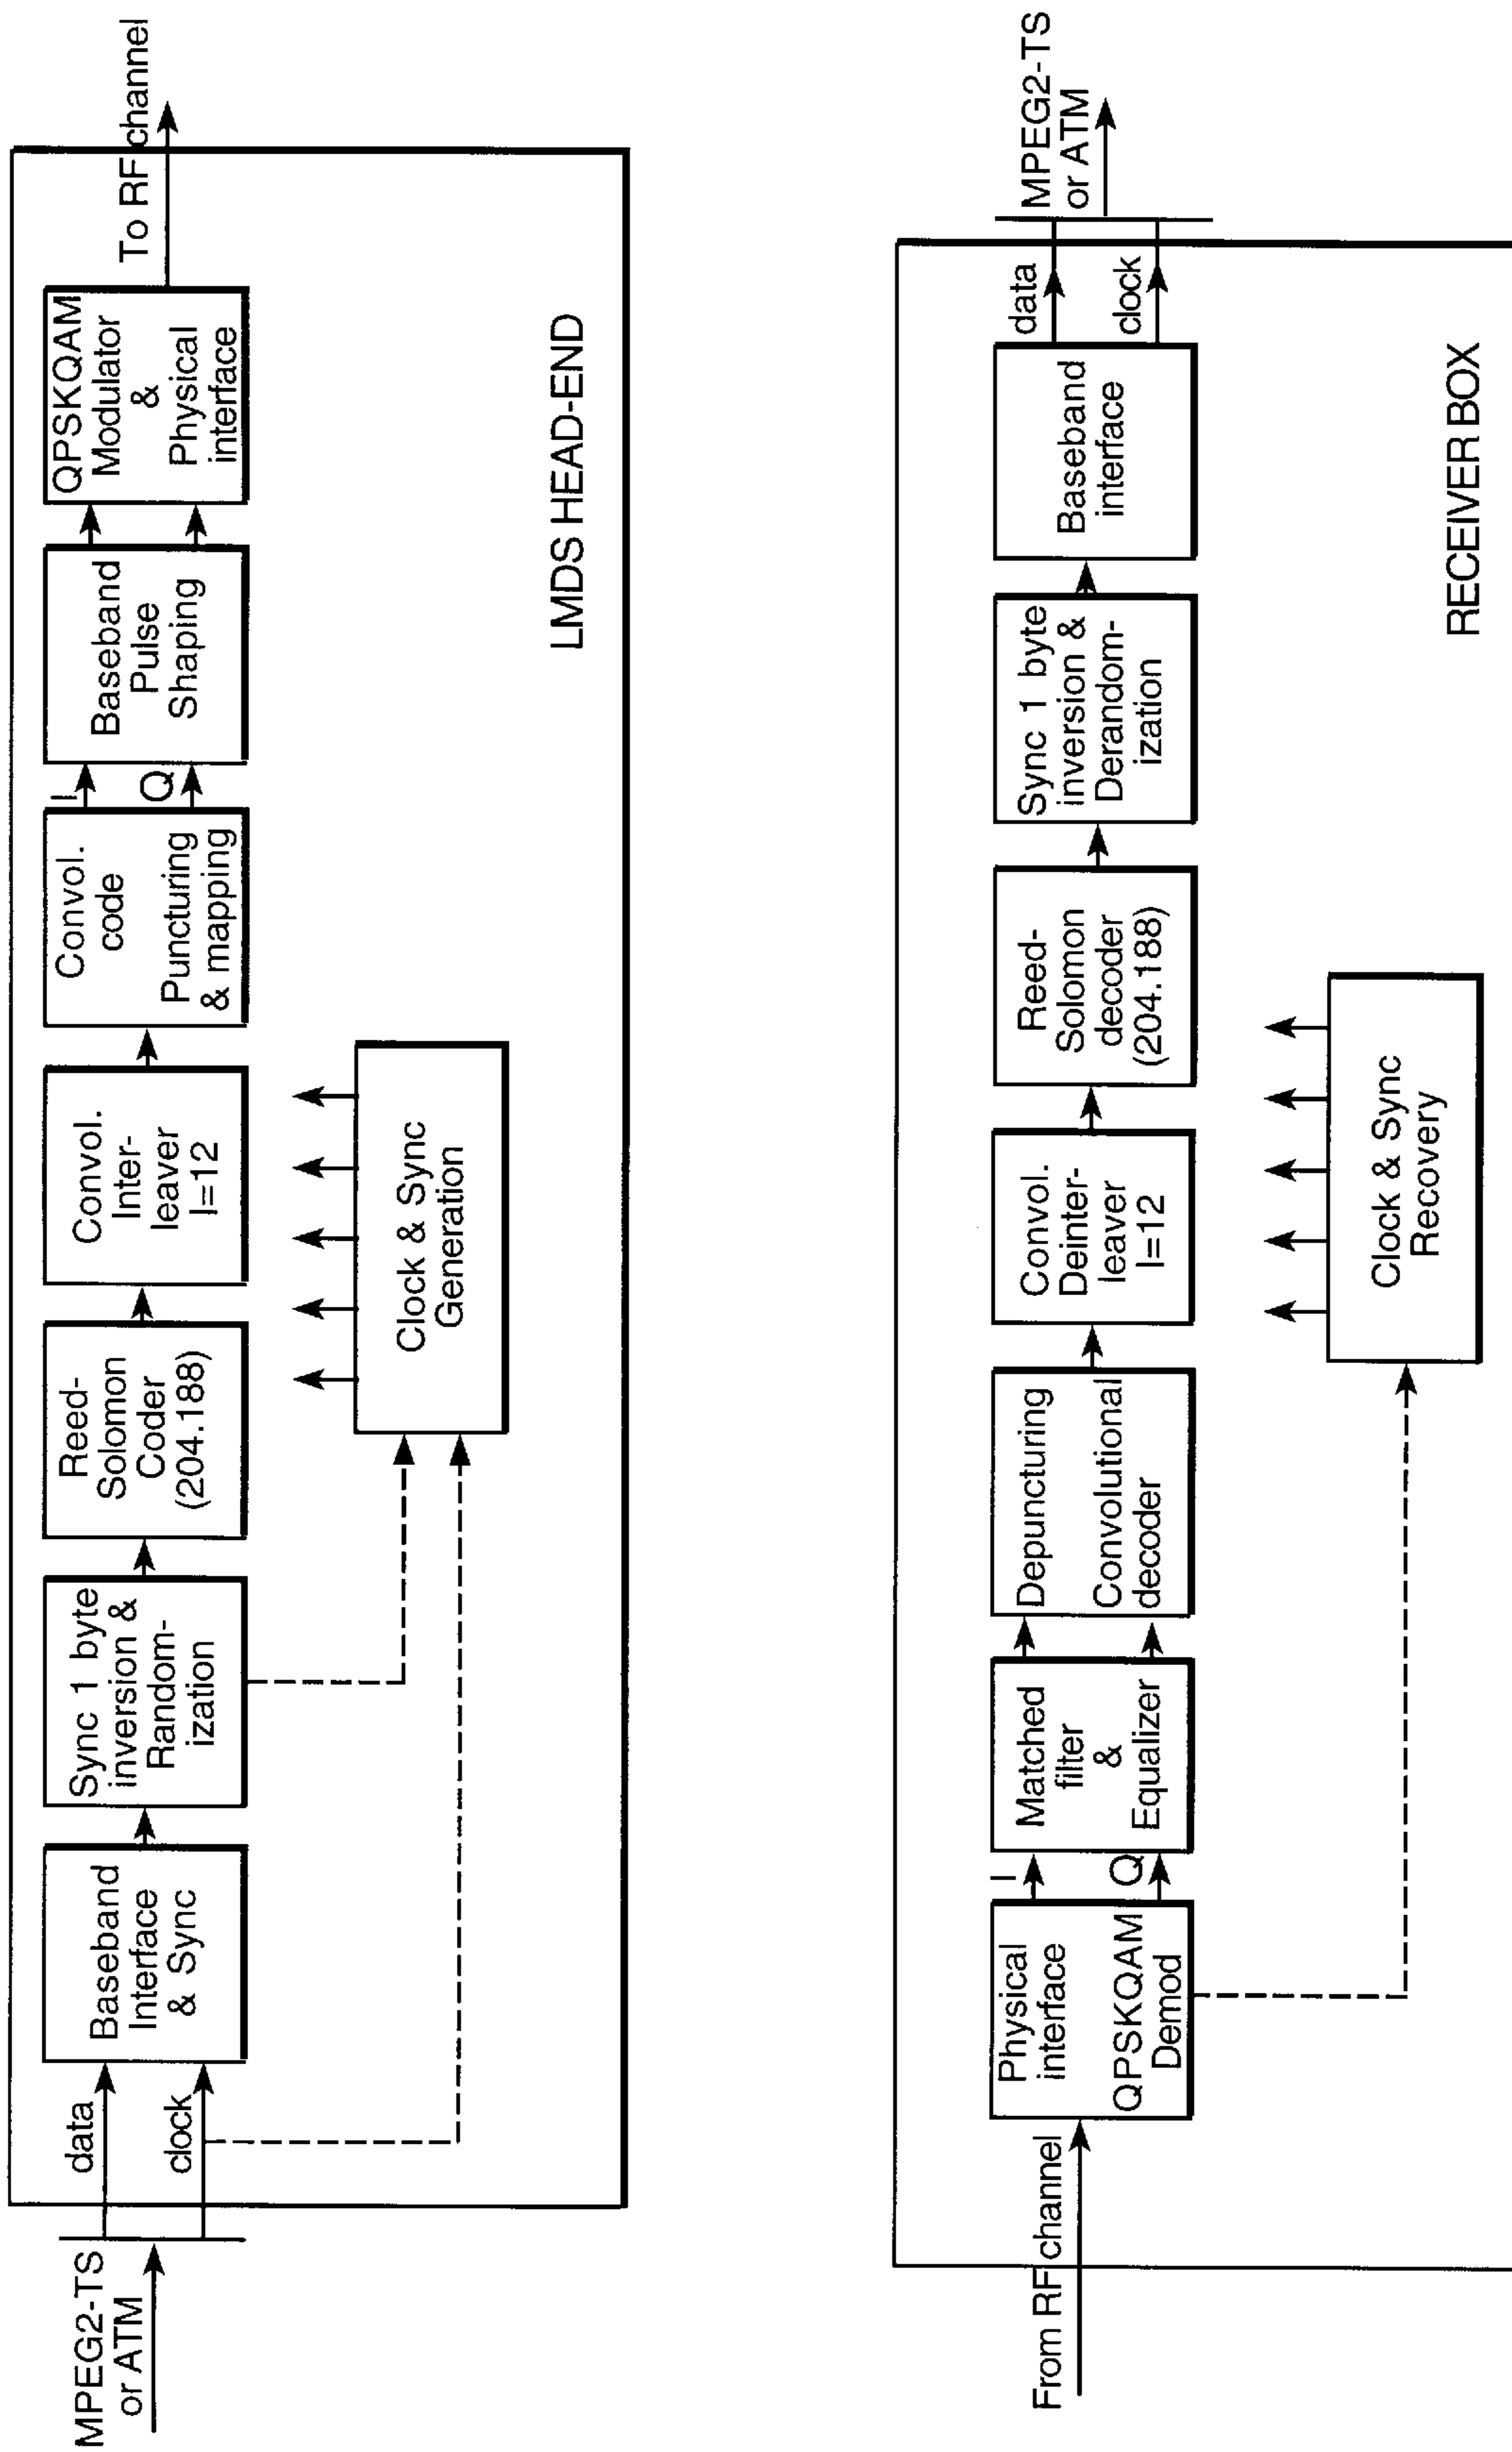 MPEG2-TS
or ATM
data
clock
Baseband
Interface
& Sync
Sync 1 byte
inversion &
Random-
ization
Reed-
Solomon
Coder
(204.188)
Convol.
Inter-
leaver
I=12
Convol.
code
Puncturing
& mapping
I
Q
Baseband
Pulse
Shaping
QPSKQAM
Modulator
&
Physical
interface
To RF channel
Clock & Sync
Generation
LMDS HEAD-END
From RF channel
Physical
interface
QPSKQAM
Demod
I
Q
Matched
filter
&
Equalizer
Depuncturing
Convolutional
decoder
Convol.
Deinter-
leaver
I=12
Reed-
Solomon
decoder
(204.188)
Sync 1 byte
inversion &
Derandom-
ization
Baseband
interface
data
clock
MPEG2-TS
or ATM
Clock & Sync
Recovery
RECEIVER BOX